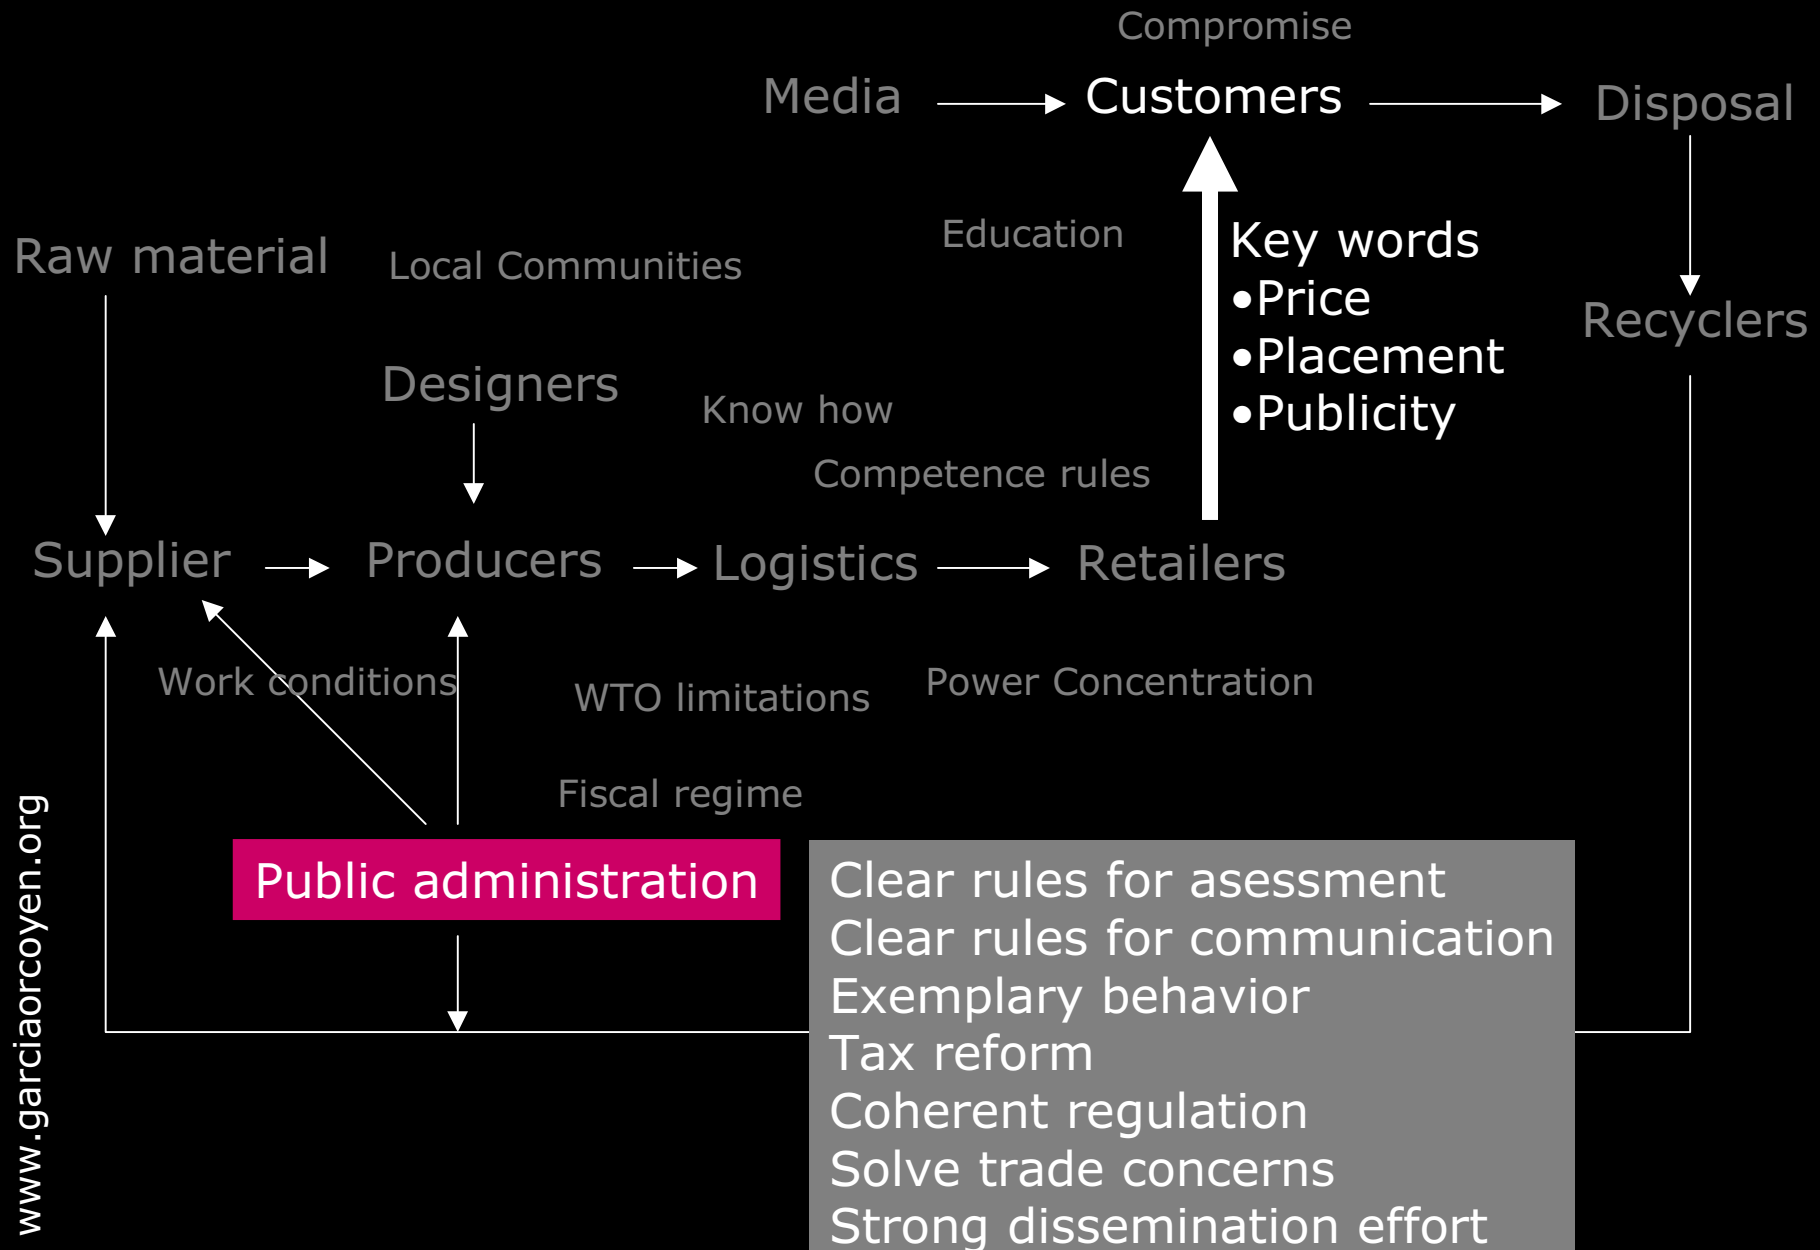 Compromise
Media
Customers
Disposal
Raw material
Local Communities
Education
Key words
•Price
•Placement
•Publicity
Recyclers
Designers
Know how
Competence rules
Supplier
Producers
Logistics
Retailers
Work conditions
WTO limitations
Power Concentration
Fiscal regime
Public administration
Clear rules for asessment
Clear rules for communication
Exemplary behavior
Tax reform
Coherent regulation
Solve trade concerns
Strong dissemination effort
www.garciaorcoyen.org